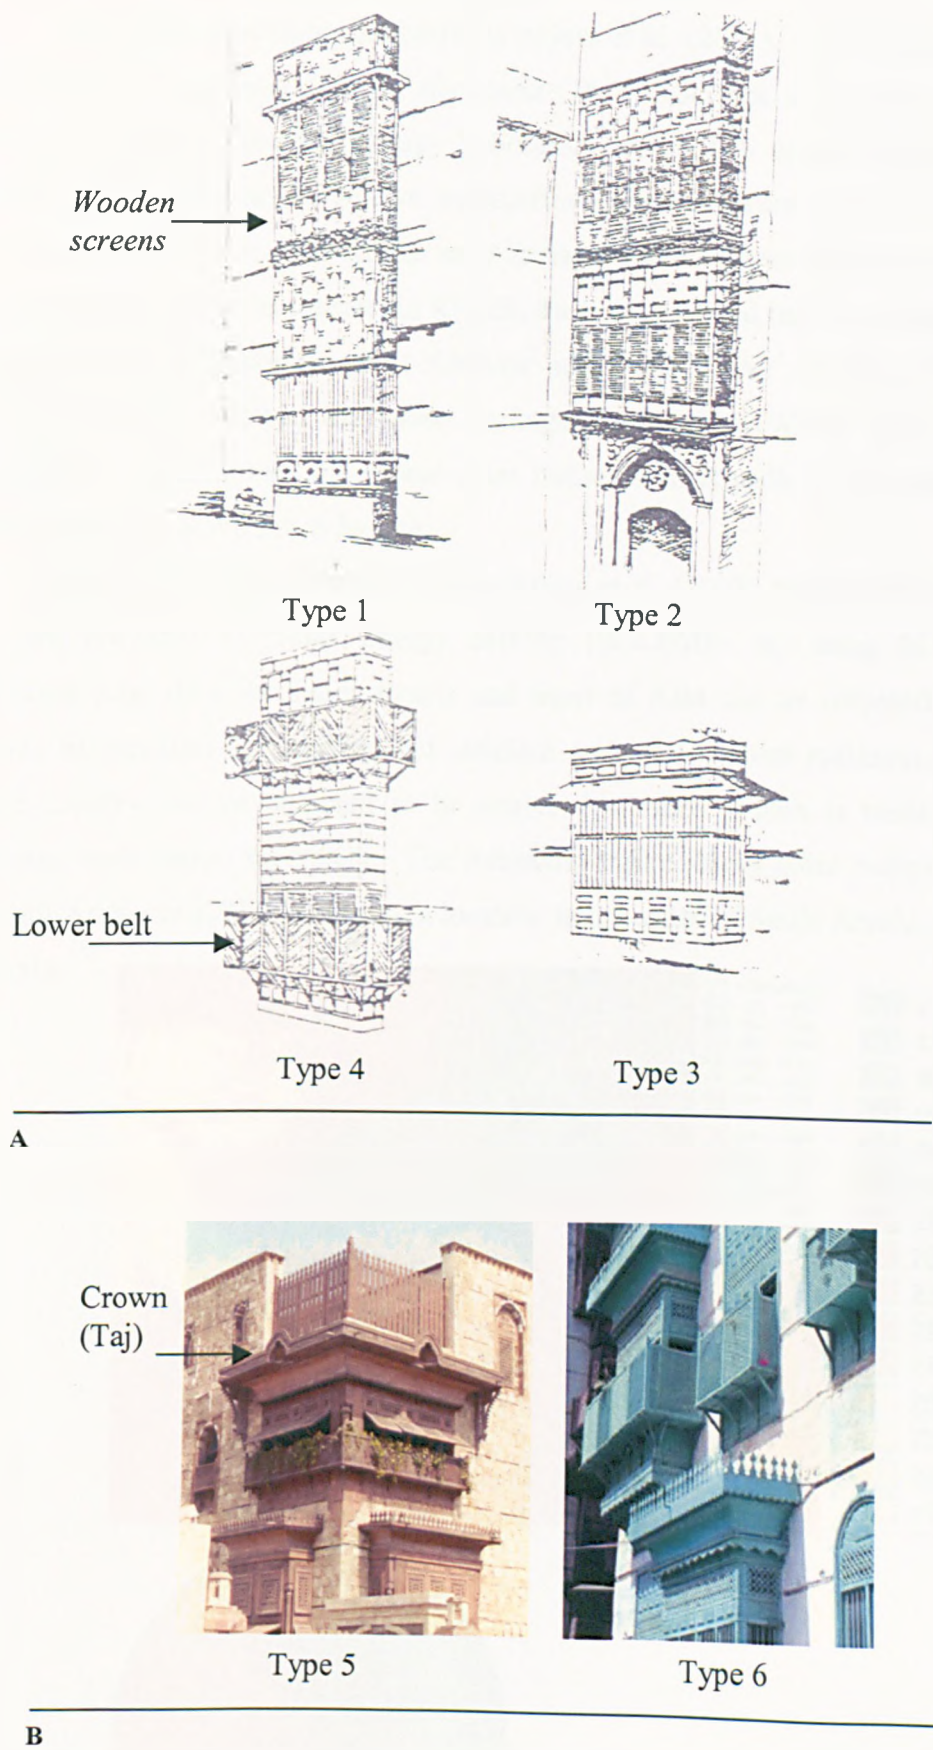 Wooden
screens
Type 1
Type 2
Lower belt
Type 4
Type 3
A
Crown
(Taj)
Type 5
Type 6
B